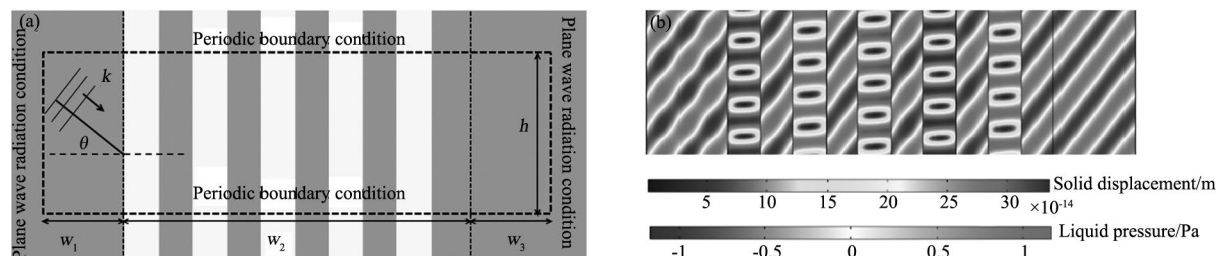 (a)
Plane wave radiation condition
Periodic boundary condition
Plane wave radiation condition
k
θ
h
Periodic boundary condition
w1
w2
w3
(b)
Solid displacement/m
5 10 15 20 25 30 ×10⁻¹⁴
Liquid pressure/Pa
-1 -0.5 0 0.5 1